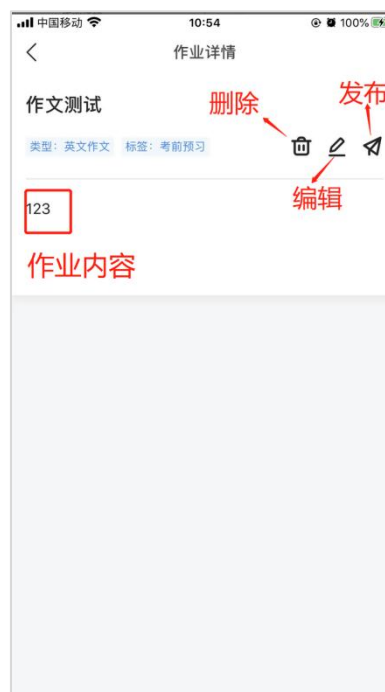 中国移动 10:54 100%
作业详情
作文测试
删除 发布
类型：英文作文 标签：考前预习
编辑
123
作业内容